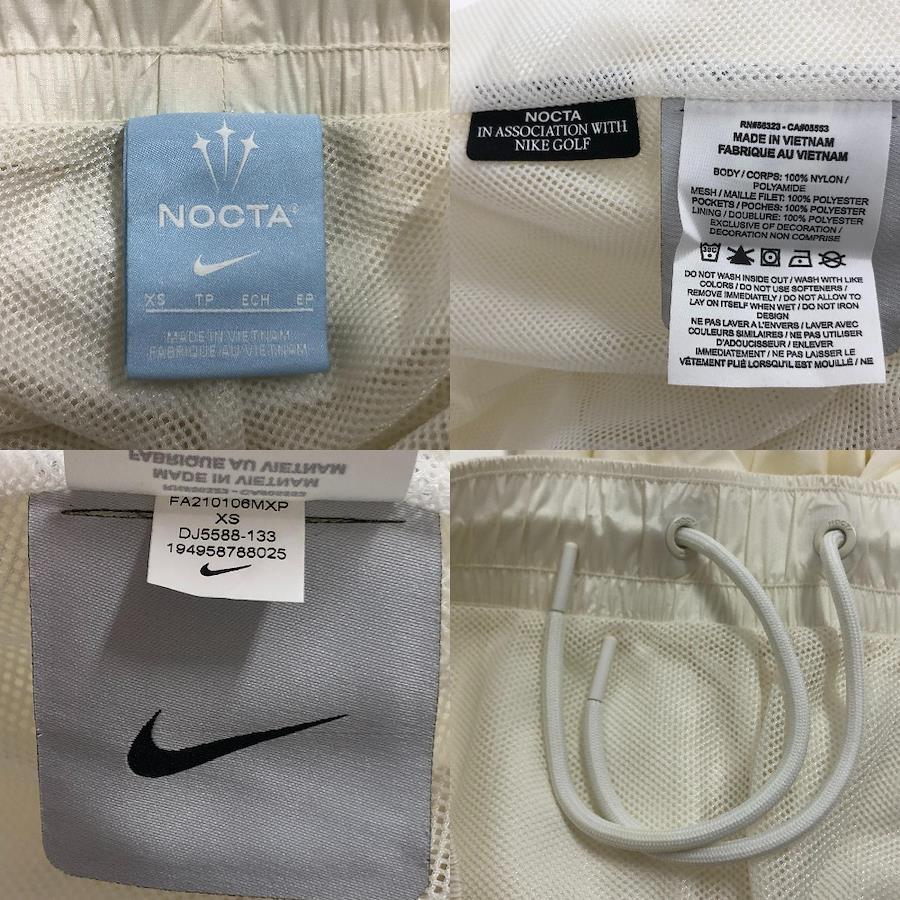 NOCTA
XS TP ECH EP
MADE IN VIETNAM
FABRIQUE AU VIETNAM
NOCTA
IN ASSOCIATION WITH
NIKE GOLF
RN#56323 - CA#05553
MADE IN VIETNAM
FABRIQUE AU VIETNAM
BODY / CORPS: 100% NYLON /
POLYAMIDE
MESH / MAILLE FILET: 100% POLYESTER
POCKETS / POCHES: 100% POLYESTER
LINING / DOUBLURE: 100% POLYESTER
EXCLUSIVE OF DECORATION /
DECORATION NON COMPRISE
30C
DO NOT WASH INSIDE OUT / WASH WITH LIKE
COLORS / DO NOT USE SOFTENERS /
REMOVE IMMEDIATELY / DO NOT ALLOW TO
LAY ON ITSELF WHEN WET / DO NOT IRON
DESIGN
NE PAS LAVER A L'ENVERS / LAVER AVEC
COULEURS SIMILAIRES / NE PAS UTILISER
D'ADOUCISSEUR / ENLEVER
IMMEDIATEMENT / NE PAS LAISSER LE
VÊTEMENT PLIÉ LORSQU'IL EST MOUILLÉ / NE
FABRIQUE AU VIETNAM
MADE IN VIETNAM
RN#56323 - CA#05553
FA210106MXP
XS
DJ5588-133
194958788025